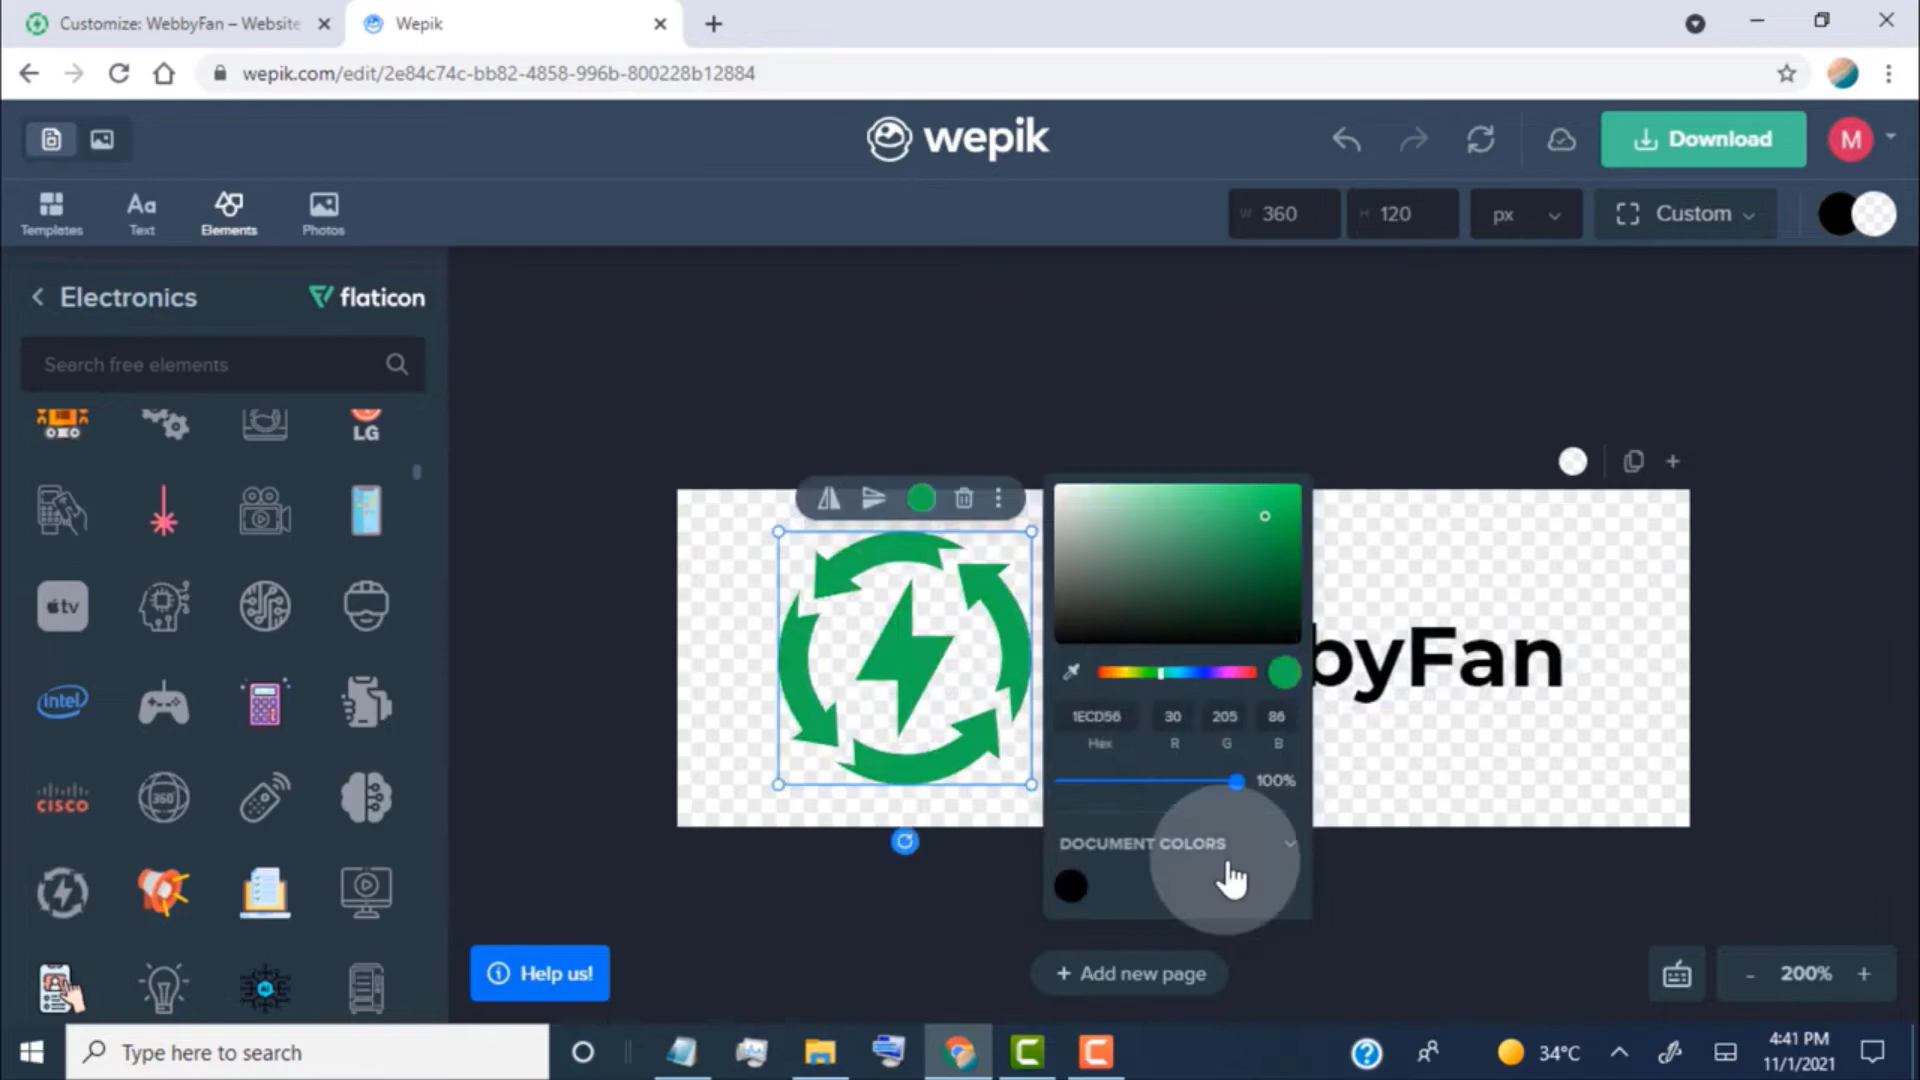 Customize: WebbyFan – Website
Wepik
wepik.com/edit/2e84c74c-bb82-4858-996b-800228b12884
wepik
Download
M
Templates
Text
Elements
Photos
W 360
H 120
px
Custom
Electronics
flaticon
Search free elements
LG
tv
intel
360
CISCO
AI
byFan
1ECD56 30 205 86
Hex R G B
100%
DOCUMENT COLORS
Help us!
+ Add new page
- 200% +
Type here to search
34°C
4:41 PM
11/1/2021